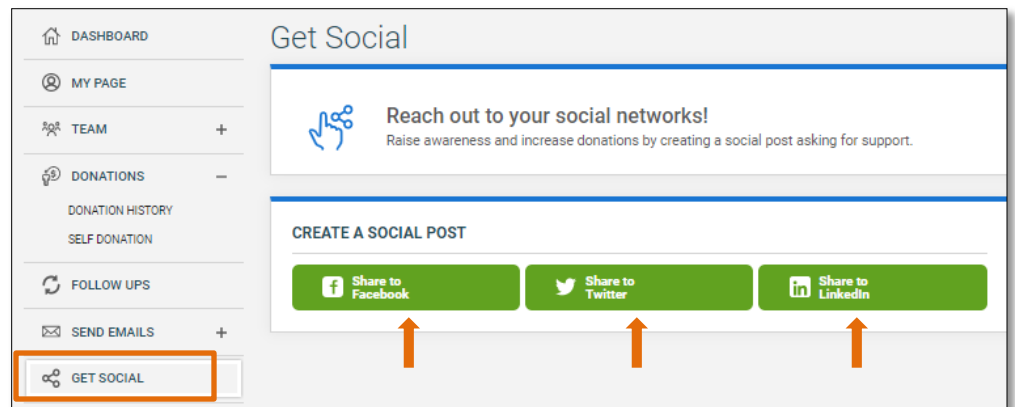 DASHBOARD
MY PAGE
TEAM +
DONATIONS –
DONATION HISTORY
SELF DONATION
FOLLOW UPS
SEND EMAILS +
GET SOCIAL
Get Social
Reach out to your social networks!
Raise awareness and increase donations by creating a social post asking for support.
CREATE A SOCIAL POST
Share to
Facebook
Share to
Twitter
Share to
LinkedIn